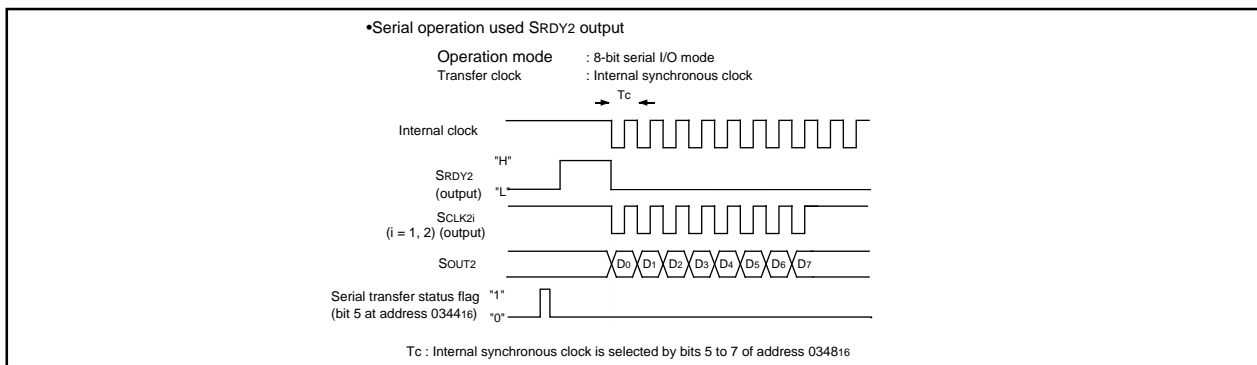 •Serial operation used SRDY2 output
Operation mode : 8-bit serial I/O mode
Transfer clock : Internal synchronous clock
Tc
Internal clock
"H"
SRDY2
(output) "L"
SCLK2i
(i = 1, 2) (output)
SOUT2 D0 D1 D2 D3 D4 D5 D6 D7
Serial transfer status flag "1"
(bit 5 at address 034416) "0"
Tc : Internal synchronous clock is selected by bits 5 to 7 of address 034816